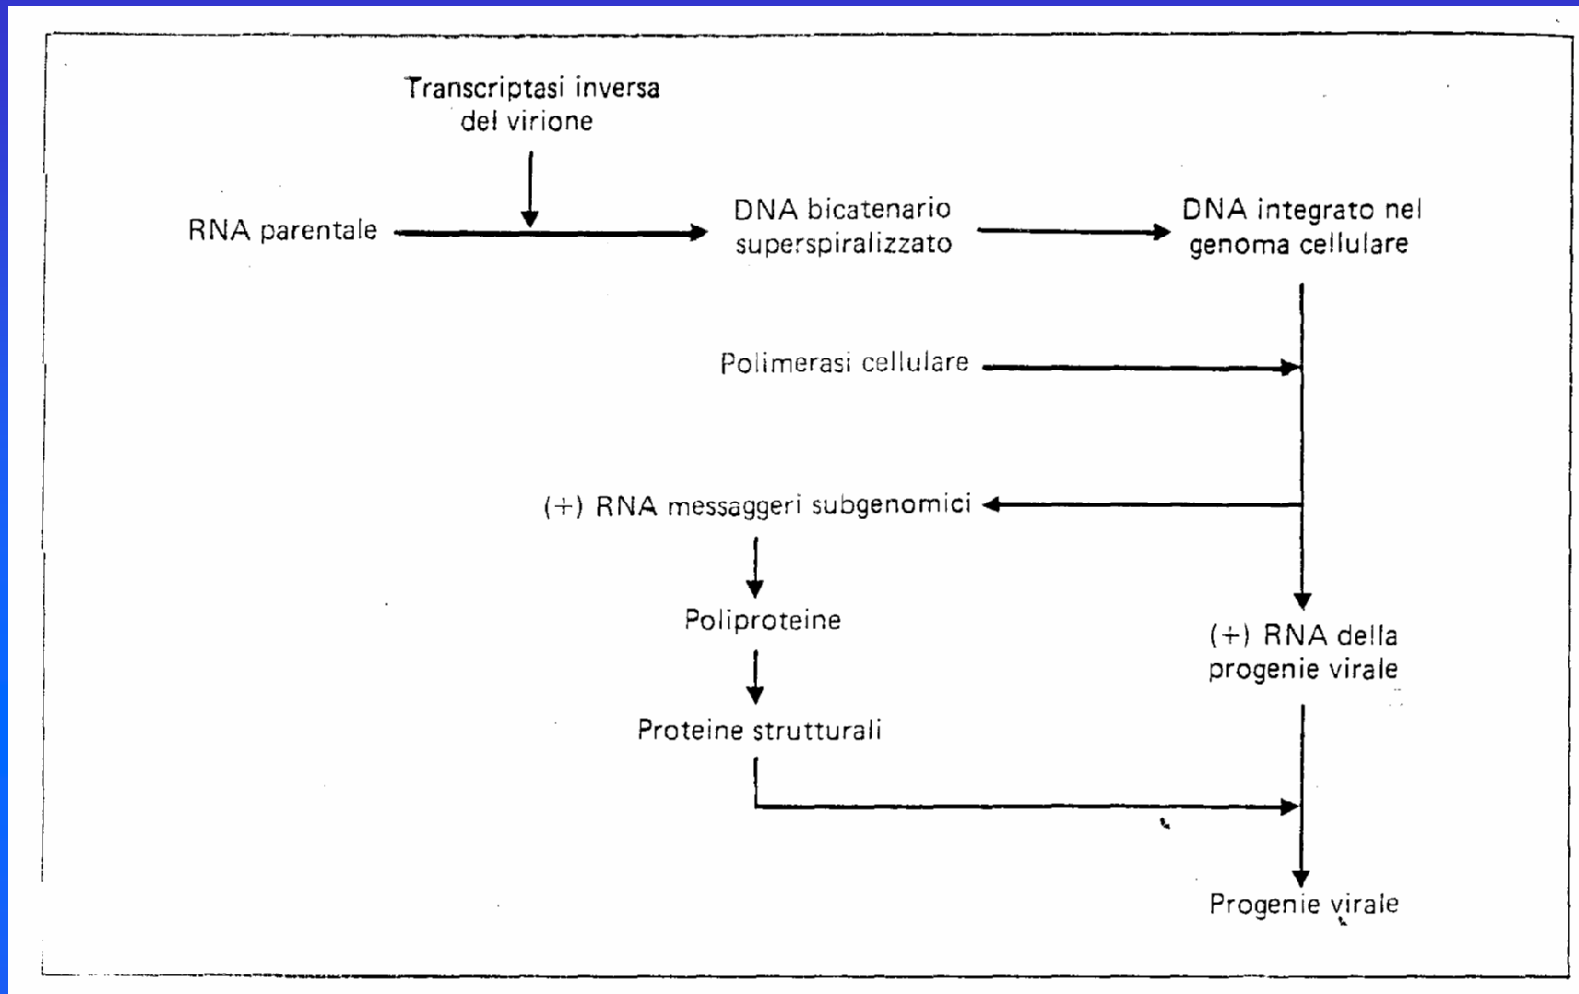 Transcriptasi inversa
del virione
RNA parentale
DNA bicatenario
superspiralizzato
DNA integrato nel
genoma cellulare
Polimerasi cellulare
(+) RNA messaggeri subgenomici
Poliproteine
(+) RNA della
progenie virale
Proteine strutturali
Progenie virale